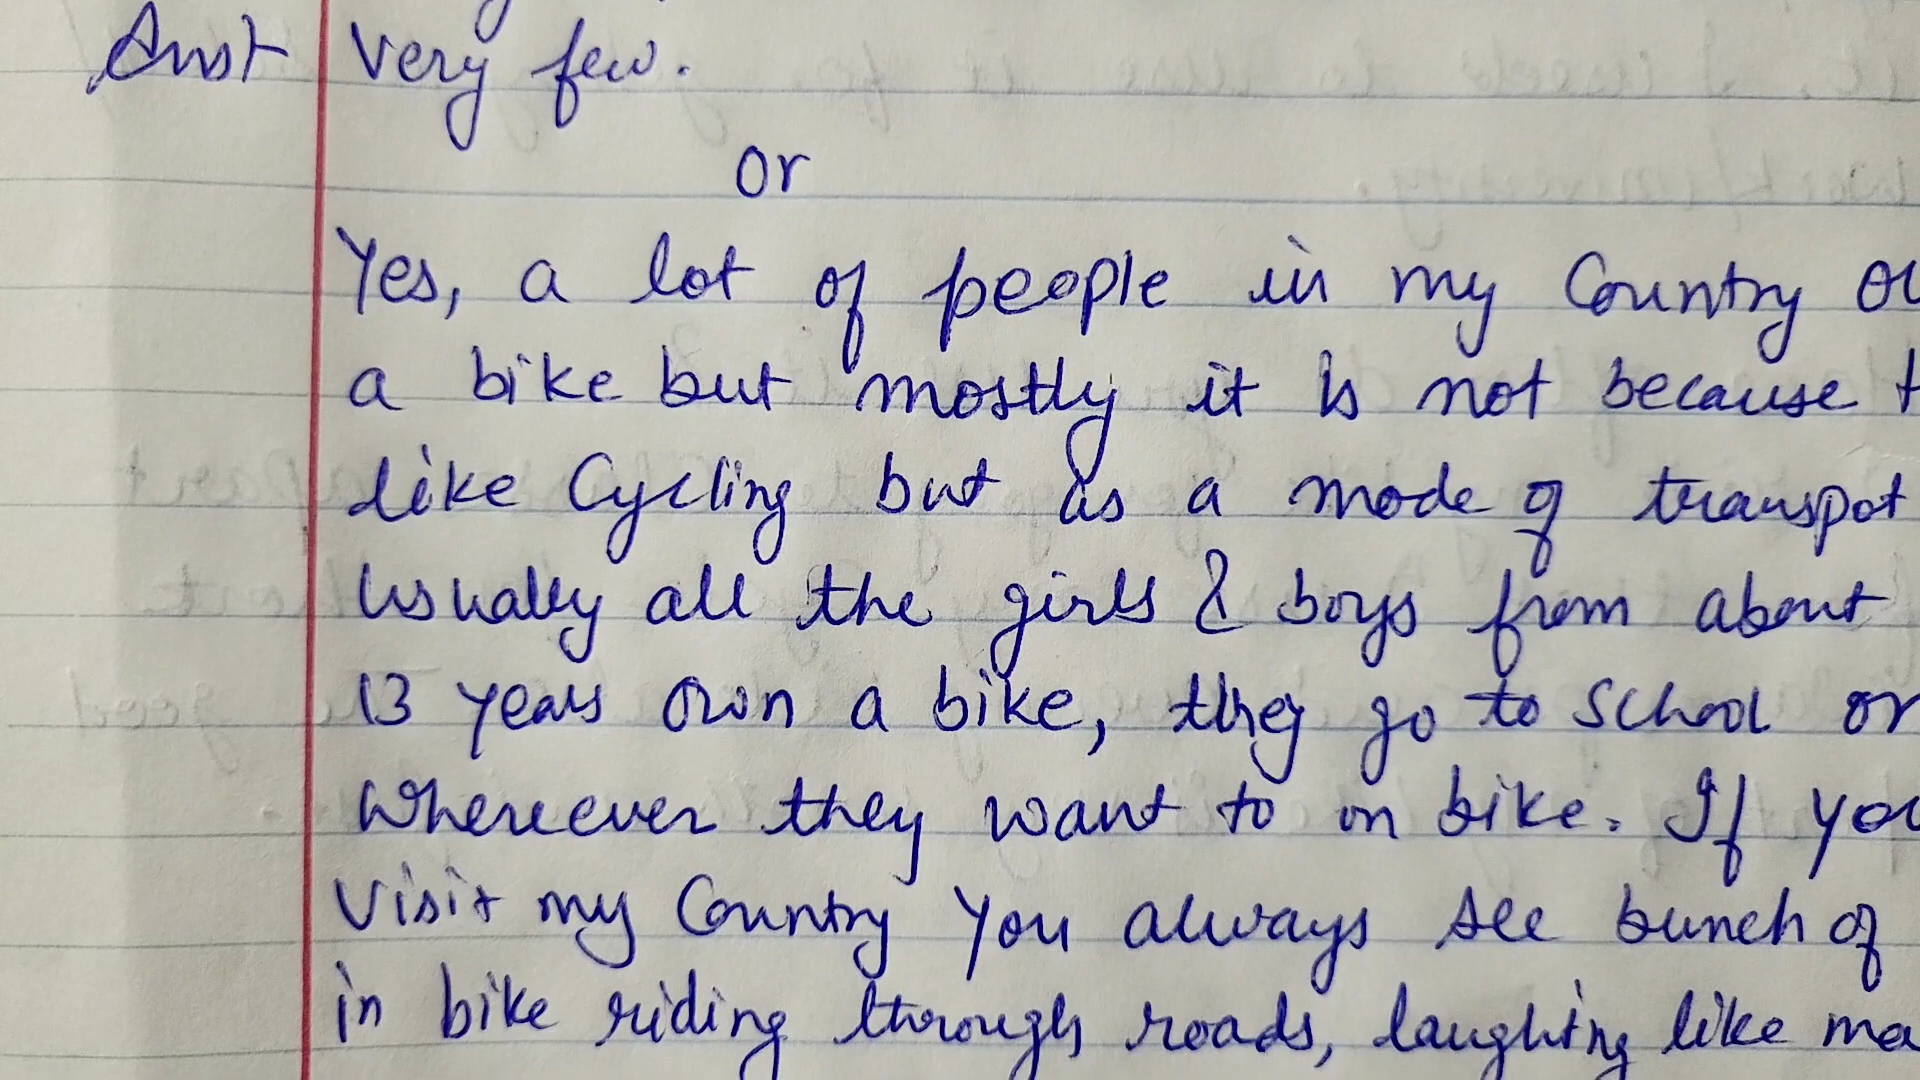 Ans+ Very few.
or
Yes, a lot of people in my Country
a bike but mostly it is not because
like Cycling but as a mode of transpot
Usually all the girls & boys from about
13 years own a bike, they go to School or
Whereever they want to on bike. If you
Visit my Country You always see bunch of
in bike riding through roads, laughing like